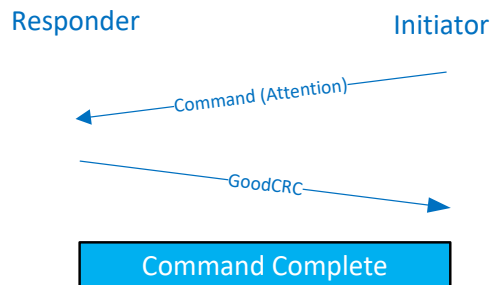 Responder
Initiator
Command (Attention)
GoodCRC
Command Complete